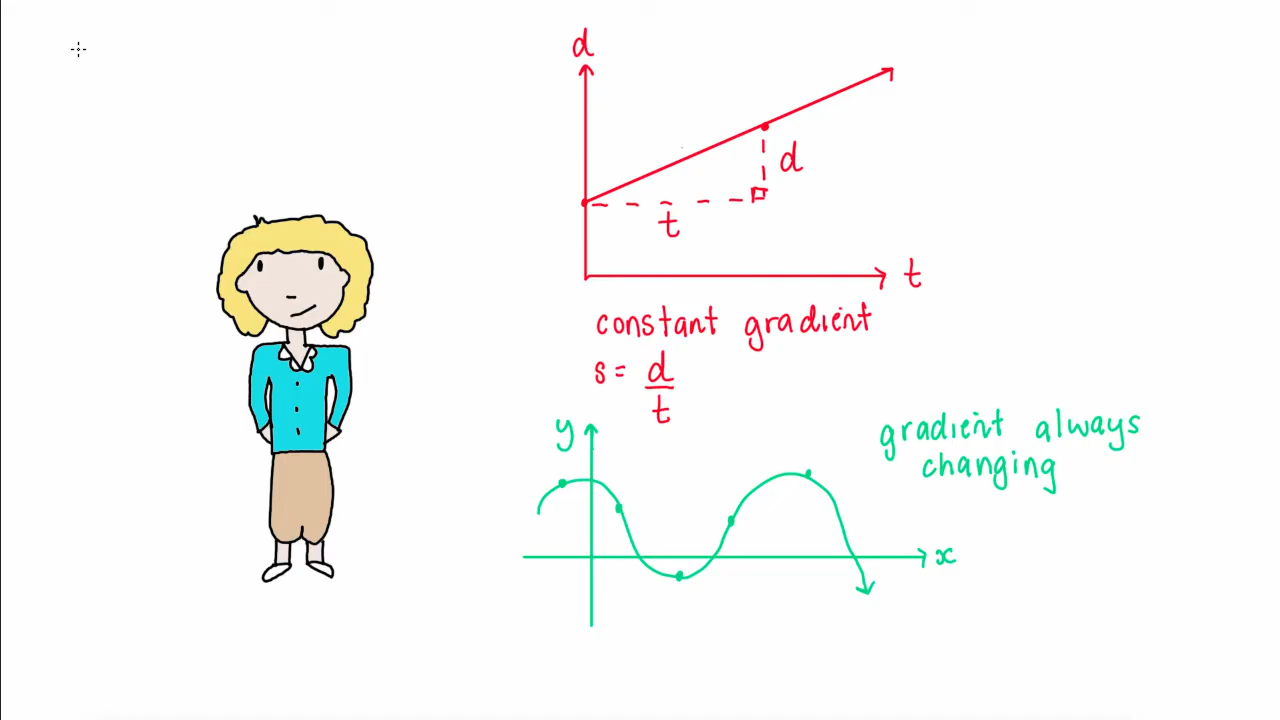 d
d
t
t
constant gradient
s = d/t
y
gradient always
changing
x